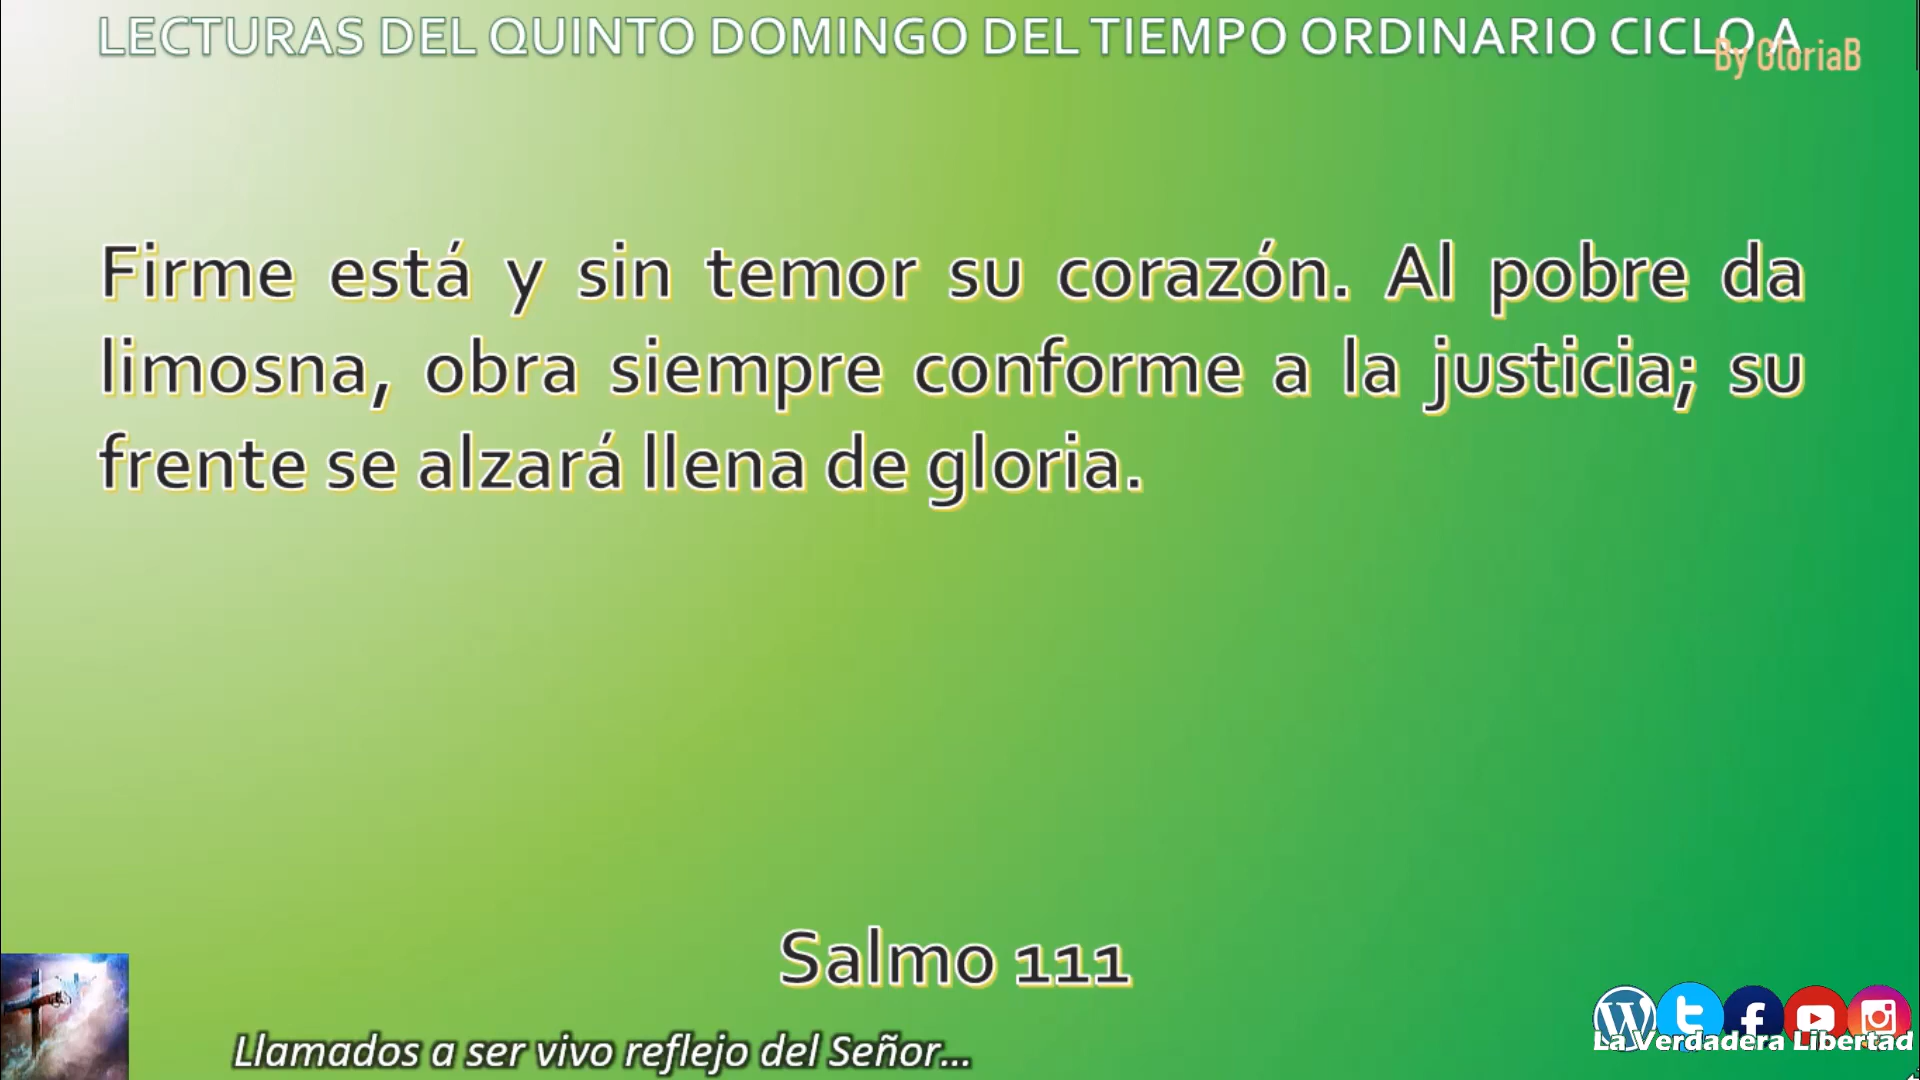 LECTURAS DEL QUINTO DOMINGO DEL TIEMPO ORDINARIO CICLO A
By GloriaB
Firme está y sin temor su corazón. Al pobre da
limosna, obra siempre conforme a la justicia; su
frente se alzará llena de gloria.
Salmo 111
Llamados a ser vivo reflejo del Señor...
La Verdadera Libertad